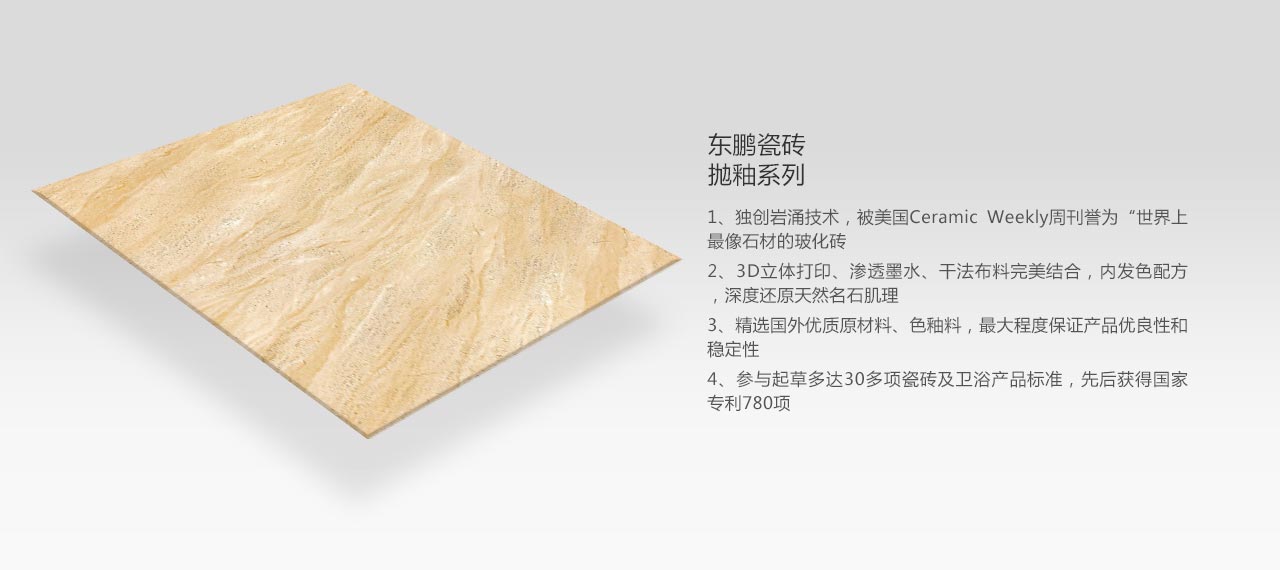 东鹏瓷砖
抛釉系列
1、独创岩涌技术，被美国Ceramic Weekly周刊誉为“世界上
最像石材的玻化砖
2、3D立体打印、渗透墨水、干法布料完美结合，内发色配方
，深度还原天然名石肌理
3、精选国外优质原材料、色釉料，最大程度保证产品优良性和
稳定性
4、参与起草多达30多项瓷砖及卫浴产品标准，先后获得国家
专利780项